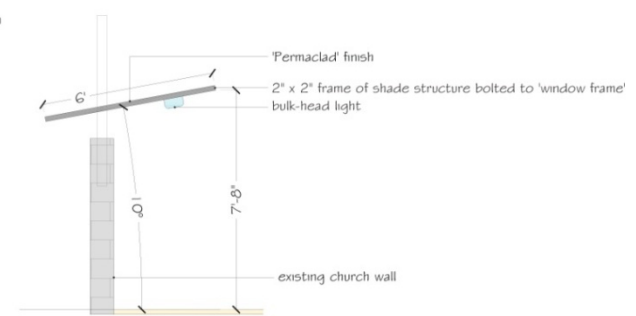 'Permaclad' finish
6'
2" x 2" frame of shade structure bolted to 'window frame'
bulk-head light
10°
7'-8"
existing church wall